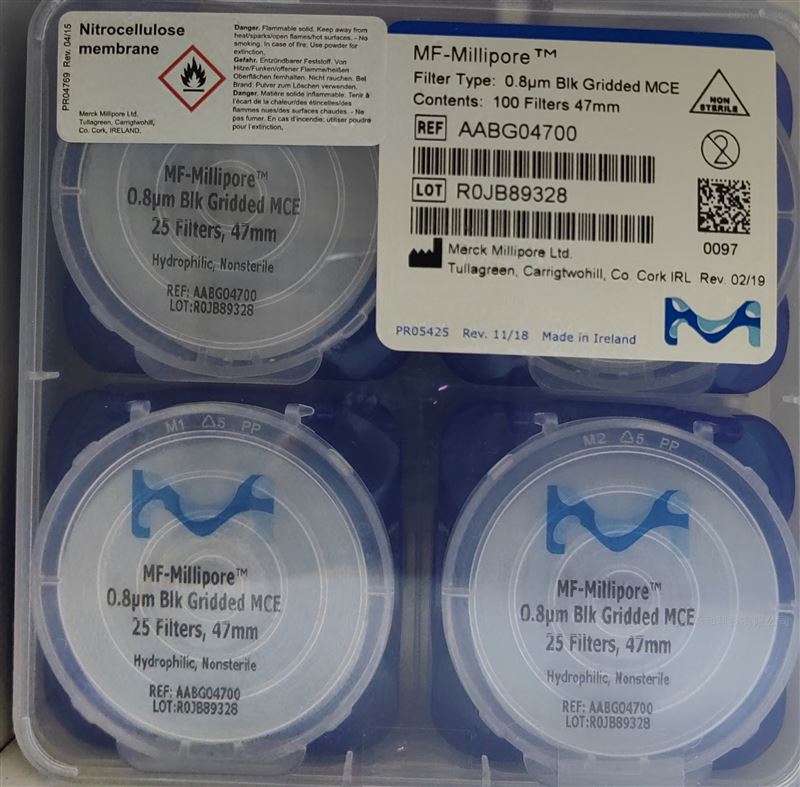 Nitrocellulose
membrane
PR04769 Rev. 04/15
Danger. Flammable solid. Keep away from
heat/sparks/open flames/hot surfaces. - No
smoking. In case of fire: Use powder for
extinction.
Gefahr. Entzündbarer Feststoff. Von
Hitze/Funken/offener Flamme/heißen
Oberflächen fernhalten. Nicht rauchen. Bei
Brand: Pulver zum Löschen verwenden.
Danger. Matière solide inflammable. Tenir à
l'écart de la chaleur/des étincelles/des
flammes nues/des surfaces chaudes. - Ne
pas fumer. En cas d'incendie: utiliser poudre
pour l'extinction.
Merck Millipore Ltd.
Tullagreen, Carrigtwohill,
Co. Cork, IRELAND.
MF-Millipore™
Filter Type: 0.8µm Blk Gridded MCE
Contents: 100 Filters 47mm
NON
STERILE
REF AABG04700
2
LOT R0JB89328
0097
Merck Millipore Ltd.
Tullagreen, Carrigtwohill, Co. Cork IRL Rev. 02/19
PR05425 Rev. 11/18 Made in Ireland
MF-Millipore™
0.8µm Blk Gridded MCE
25 Filters, 47mm
Hydrophilic, Nonsterile
REF: AABG04700
LOT:R0JB89328
M1 5 PP
MF-Millipore™
0.8µm Blk Gridded MCE
25 Filters, 47mm
Hydrophilic, Nonsterile
REF: AABG04700
LOT:R0JB89328
M2 5 PP
MF-Millipore™
0.8µm Blk Gridded MCE
25 Filters, 47mm
Hydrophilic, Nonsterile
REF: AABG04700
LOT:R0JB89328